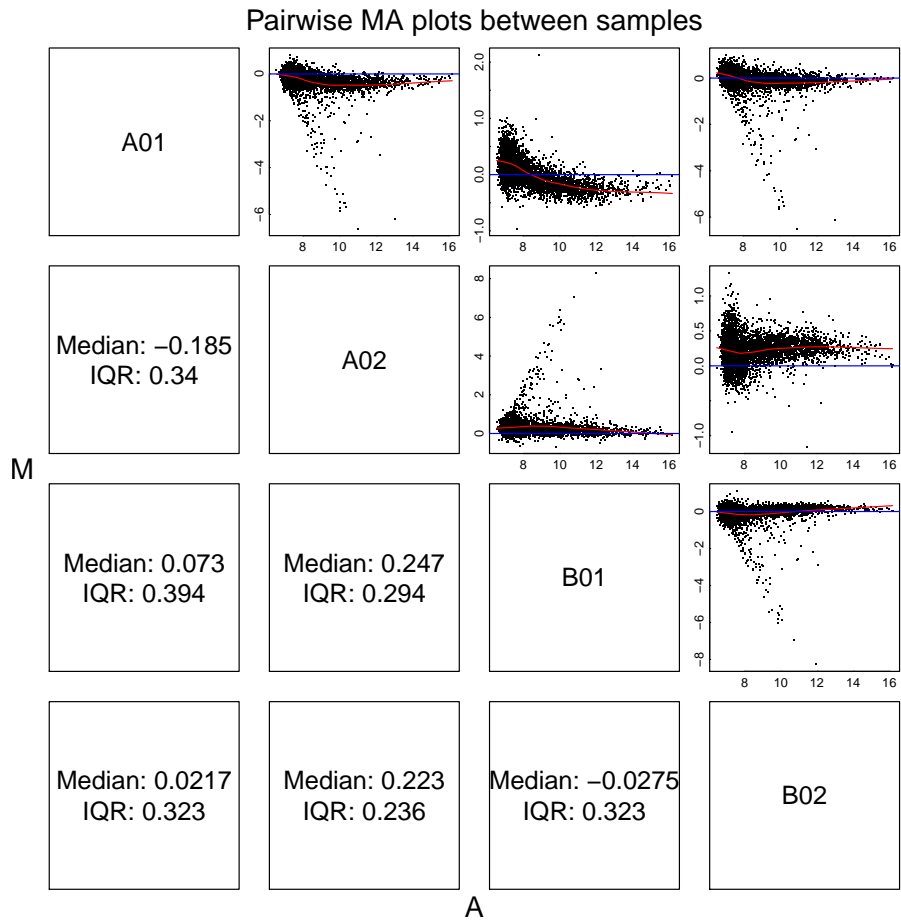 Pairwise MA plots between samples
A01
0
−2
−4
−6
8 10 12 14 16
2.0
1.0
0.0
−1.0
8 10 12 14 16
0
−2
−4
−6
8 10 12 14 16
Median: −0.185
IQR: 0.34
A02
8
6
4
2
0
8 10 12 14 16
1.0
0.5
0.0
−1.0
8 10 12 14 16
M
Median: 0.073
IQR: 0.394
Median: 0.247
IQR: 0.294
B01
0
−2
−4
−6
−8
8 10 12 14 16
Median: 0.0217
IQR: 0.323
Median: 0.223
IQR: 0.236
Median: −0.0275
IQR: 0.323
B02
A